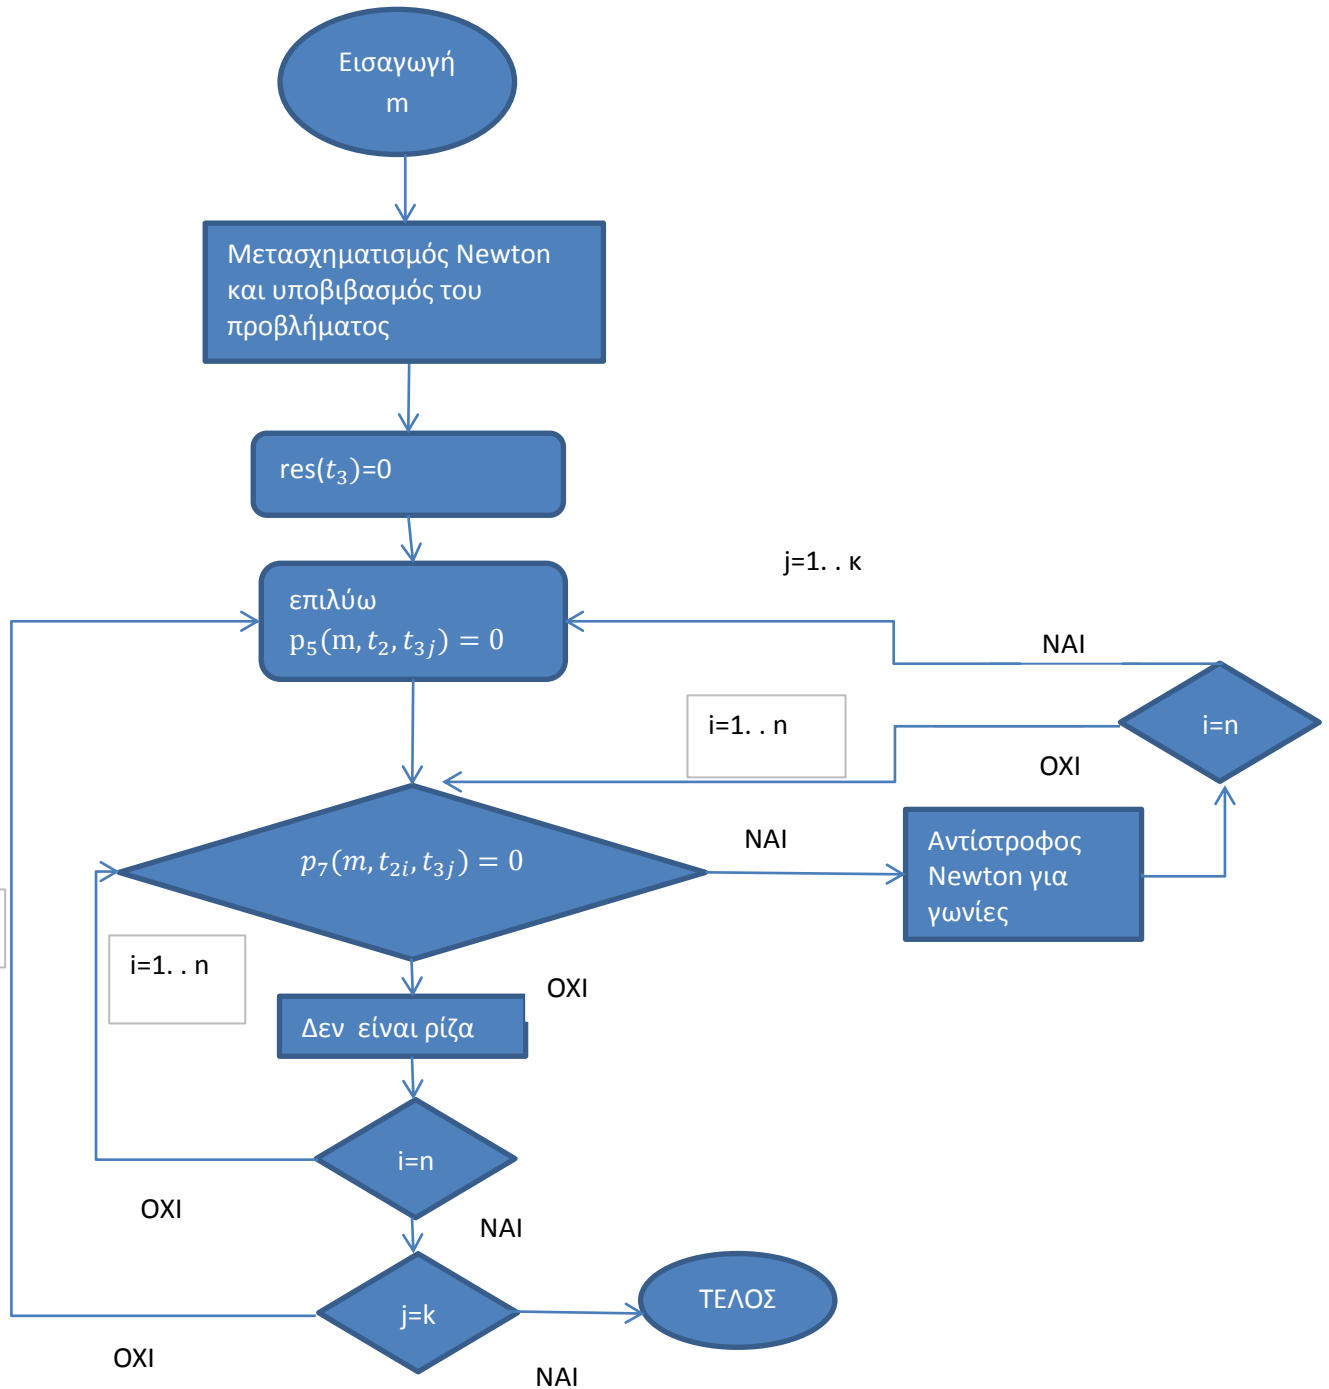 Εισαγωγή
m
Μετασχηματισμός Newton
και υποβιβασμός του
προβλήματος
res(t₃)=0
j=1. . κ
επιλύω
p₅(m, t₂, t₃ⱼ) = 0
ΝΑΙ
i=1. . n
i=n
ΟΧΙ
p₇(m, t₂ᵢ, t₃ⱼ) = 0
ΝΑΙ
Αντίστροφος
Newton για
γωνίες
i=1. . n
ΟΧΙ
Δεν είναι ρίζα
i=n
ΟΧΙ
ΝΑΙ
j=k
ΤΕΛΟΣ
ΟΧΙ
ΝΑΙ